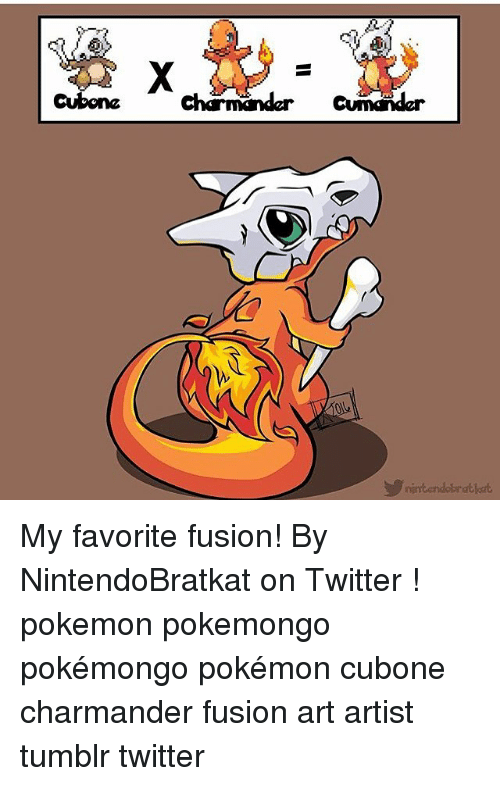 Cubone X Charmander = Cumander
2016
nintendobratkat
My favorite fusion! By
NintendoBratkat on Twitter !
pokemon pokemongo
pokémongo pokémon cubone
charmander fusion art artist
tumblr twitter